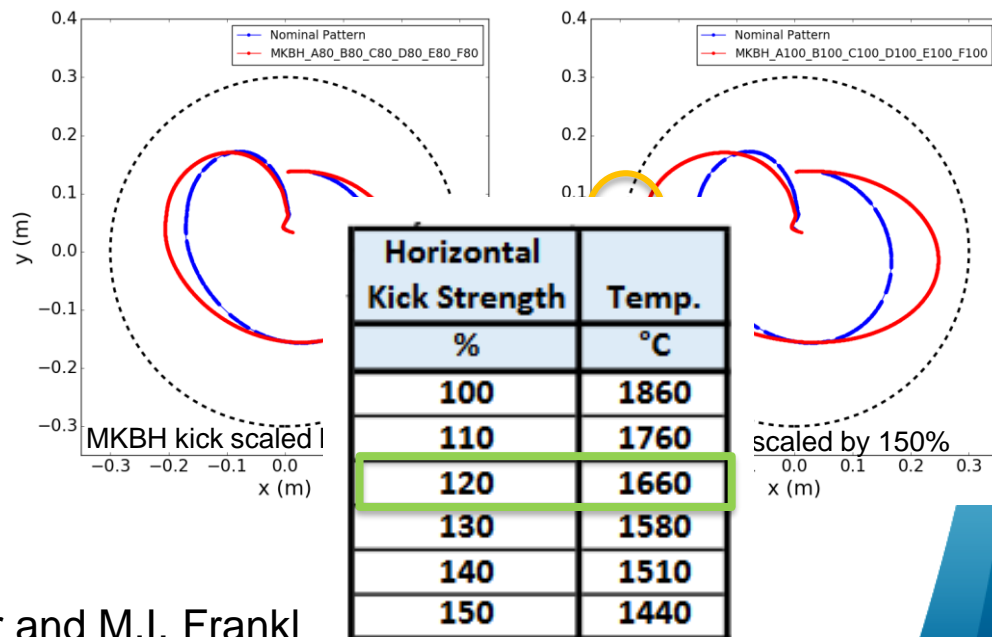 Nominal Pattern
MKBH_A80_B80_C80_D80_E80_F80
0.4
0.3
0.2
0.1
0.0
−0.1
−0.2
−0.3
y (m)
MKBH kick scaled
−0.3 −0.2 −0.1 0.0
x (m)
Nominal Pattern
MKBH_A100_B100_C100_D100_E100_F100
0.4
0.3
0.2
0.1
scaled by 150%
0.0 0.1 0.2 0.3
x (m)
Horizontal
Kick Strength Temp.
% °C
100 1860
110 1760
120 1660
130 1580
140 1510
150 1440
and M.I. Frankl